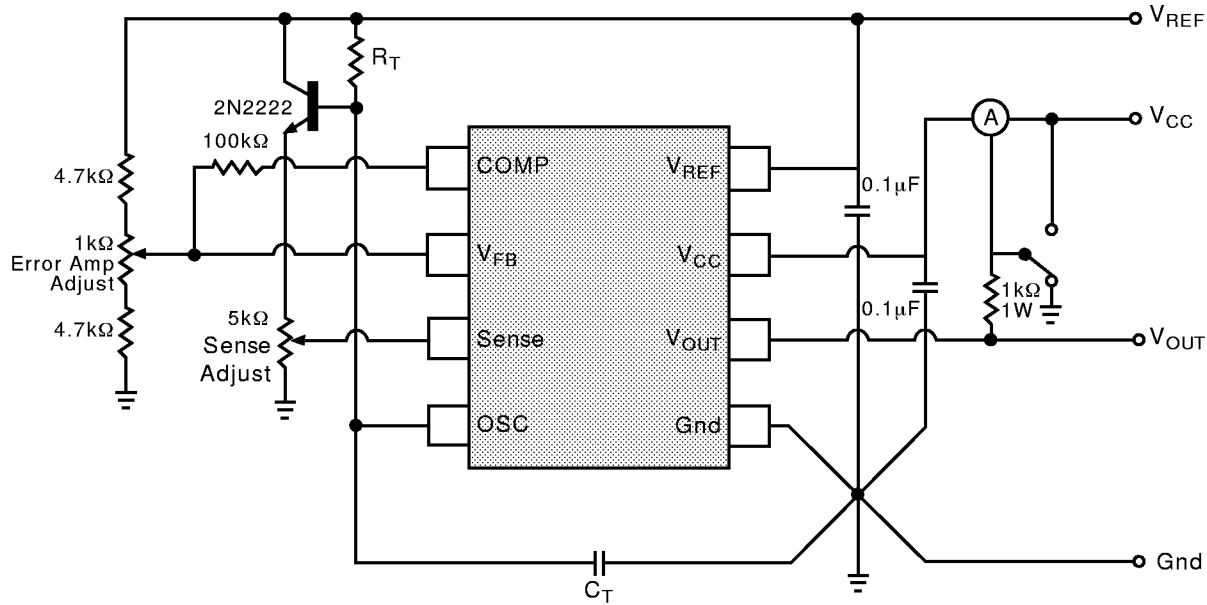 V_REF
R_T
2N2222
A
V_CC
100kΩ
COMP
V_REF
4.7kΩ
0.1µF
1kΩ
Error Amp
Adjust
V_FB
V_CC
1kΩ
1W
0.1µF
4.7kΩ
5kΩ
Sense
Adjust
Sense
V_OUT
V_OUT
OSC
Gnd
Gnd
C_T